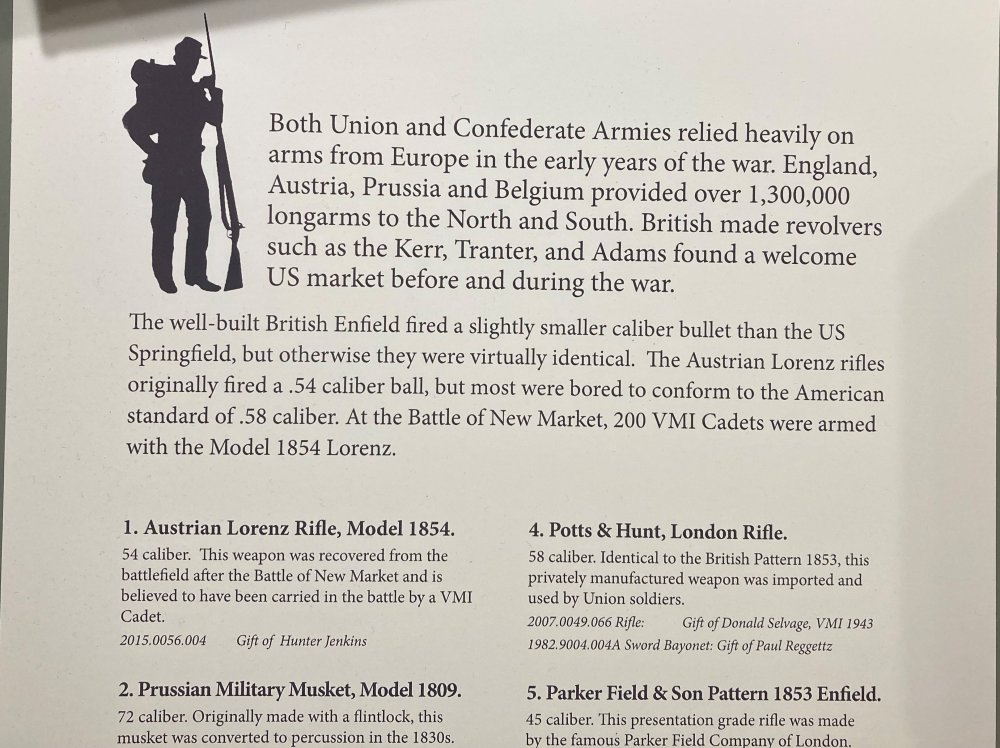 Both Union and Confederate Armies relied heavily on
arms from Europe in the early years of the war. England,
Austria, Prussia and Belgium provided over 1,300,000
longarms to the North and South. British made revolvers
such as the Kerr, Tranter, and Adams found a welcome
US market before and during the war.
The well-built British Enfield fired a slightly smaller caliber bullet than the US
Springfield, but otherwise they were virtually identical.  The Austrian Lorenz rifles
originally fired a .54 caliber ball, but most were bored to conform to the American
standard of .58 caliber. At the Battle of New Market, 200 VMI Cadets were armed
with the Model 1854 Lorenz.
1. Austrian Lorenz Rifle, Model 1854.
54 caliber.  This weapon was recovered from the
battlefield after the Battle of New Market and is
believed to have been carried in the battle by a VMI
Cadet.
2015.0056.004 Gift of Hunter Jenkins
2. Prussian Military Musket, Model 1809.
72 caliber. Originally made with a flintlock, this
musket was converted to percussion in the 1830s.
4. Potts & Hunt, London Rifle.
58 caliber. Identical to the British Pattern 1853, this
privately manufactured weapon was imported and
used by Union soldiers.
2007.0049.066 Rifle: Gift of Donald Selvage, VMI 1943
1982.9004.004A Sword Bayonet: Gift of Paul Reggettz
5. Parker Field & Son Pattern 1853 Enfield.
45 caliber. This presentation grade rifle was made
by the famous Parker Field Company of London.